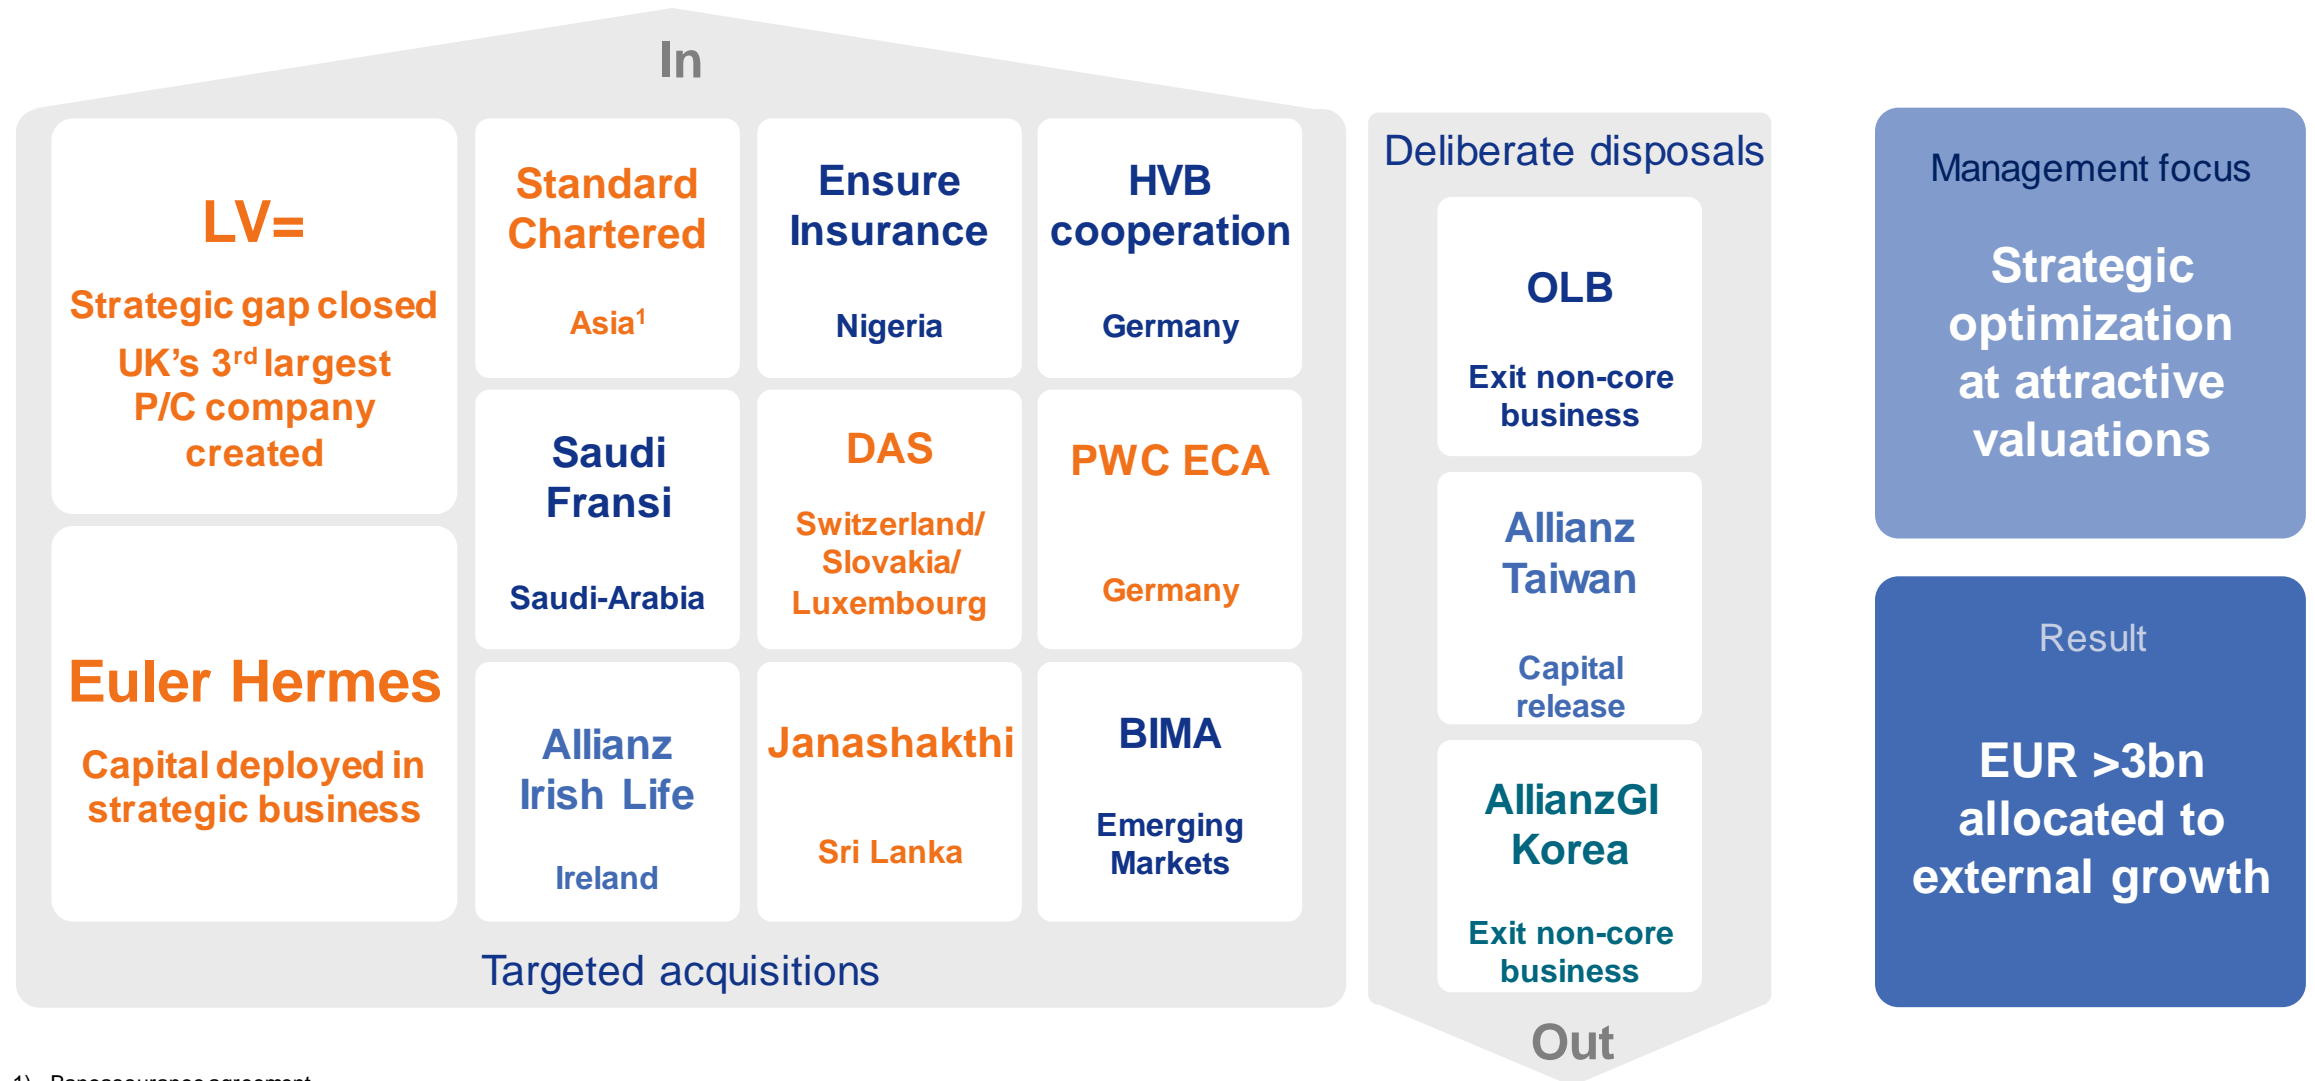 In
LV=
Strategic gap closed
UK's 3rd largest
P/C company
created
Euler Hermes
Capital deployed in
strategic business
Standard
Chartered
Asia1
Ensure
Insurance
Nigeria
HVB
cooperation
Germany
Saudi
Fransi
Saudi-Arabia
DAS
Switzerland/
Slovakia/
Luxembourg
PWC ECA
Germany
Allianz
Irish Life
Ireland
Janashakthi
Sri Lanka
BIMA
Emerging
Markets
Targeted acquisitions
Deliberate disposals
OLB
Exit non-core
business
Allianz
Taiwan
Capital
release
AllianzGI
Korea
Exit non-core
business
Out
Management focus
Strategic
optimization
at attractive
valuations
Result
EUR >3bn
allocated to
external growth
1) Bancassurance agreement